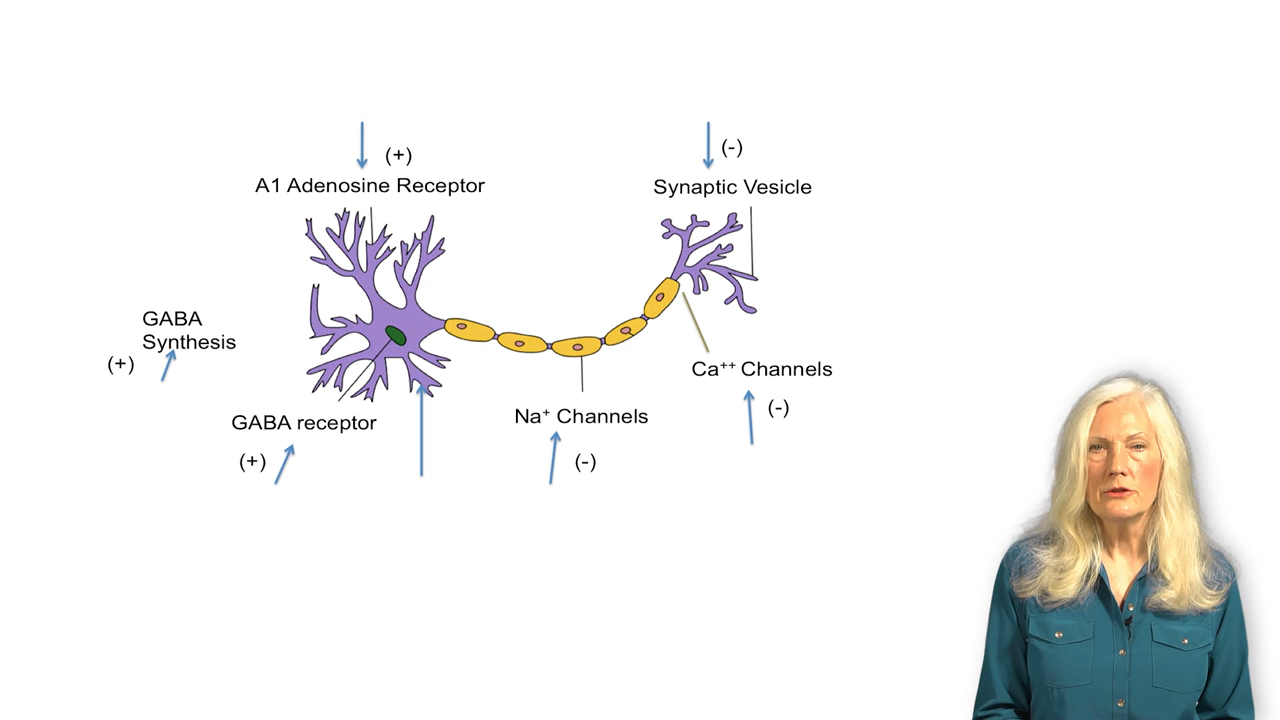 (+)
A1 Adenosine Receptor
(-)
Synaptic Vesicle
GABA
Synthesis
(+)
GABA receptor
(+)
Na⁺ Channels
(-)
Ca⁺⁺ Channels
(-)